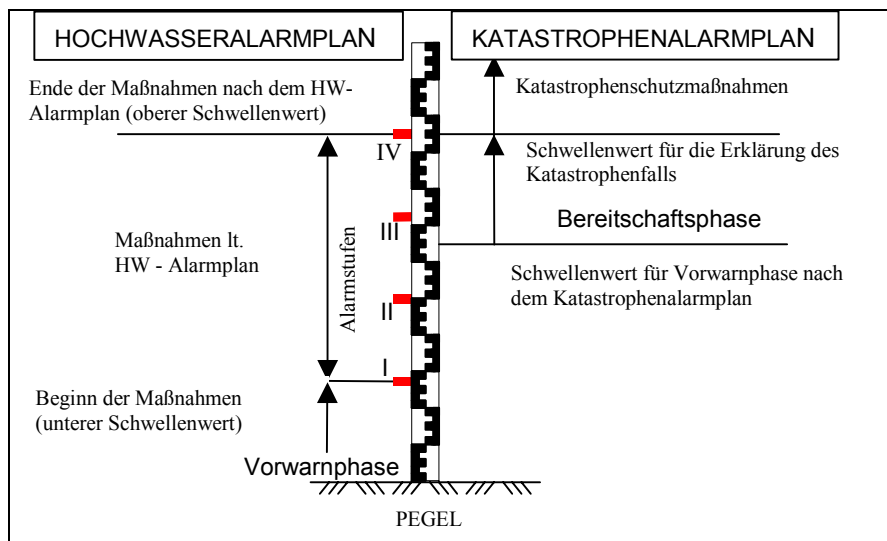 HOCHWASSERALARMPLAN
KATASTROPHENALARMPLAN
Ende der Maßnahmen nach dem HW-
Alarmplan (oberer Schwellenwert)
Katastrophenschutzmaßnahmen
IV
Schwellenwert für die Erklärung des
Katastrophenfalls
III
Bereitschaftsphase
Maßnahmen lt.
HW - Alarmplan
Alarmstufen
Schwellenwert für Vorwarnphase nach
dem Katastrophenalarmplan
II
I
Beginn der Maßnahmen
(unterer Schwellenwert)
Vorwarnphase
PEGEL